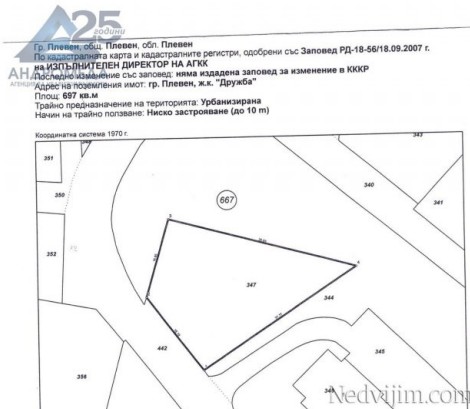 25
години
АНДРОМЕДА
Гр. Плевен, общ. Плевен, обл. Плевен
По кадастралната карта и кадастралните регистри, одобрени със Заповед РД-18-56/18.09.2007 г.
на ИЗПЪЛНИТЕЛЕН ДИРЕКТОР НА АГКК
Последно изменение със заповед: няма издадена заповед за изменение в КККР
Адрес на поземления имот: гр. Плевен, ж.к. "Дружба"
Площ: 697 кв.м
Трайно предназначение на територията: Урбанизирана
Начин на трайно ползване: Ниско застрояване (до 10 m)
Координатна система 1970 г.
351
350
352
667
340
341
347
344
442
345
356
Nedvijim.com